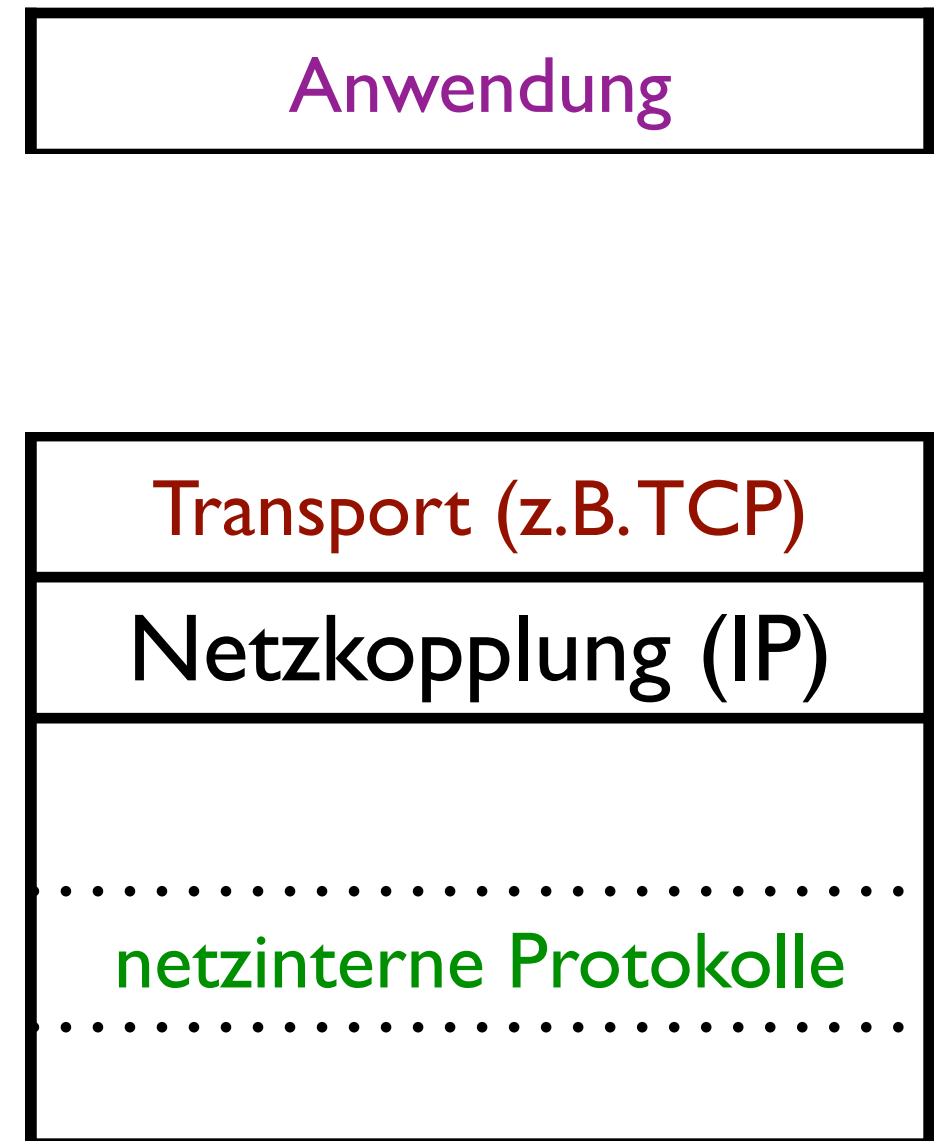 Anwendung
Transport (z.B. TCP)
Netzkopplung (IP)
netzinterne Protokolle